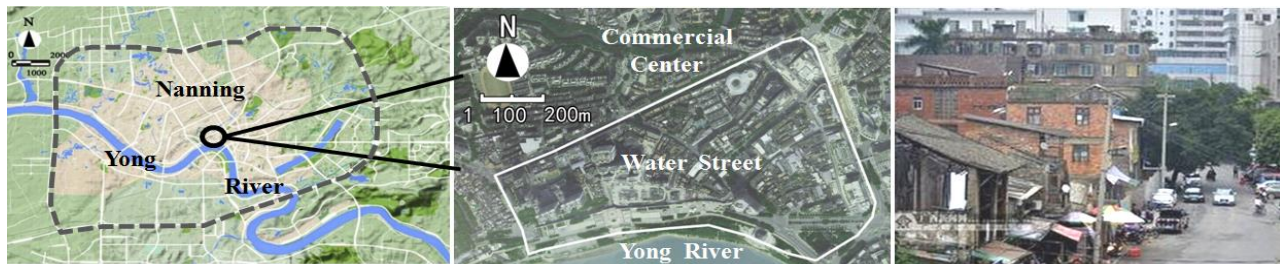 N
0 2000
1000
Nanning
Yong
River
N
1 100 200m
Commercial
Center
Water Street
Yong River